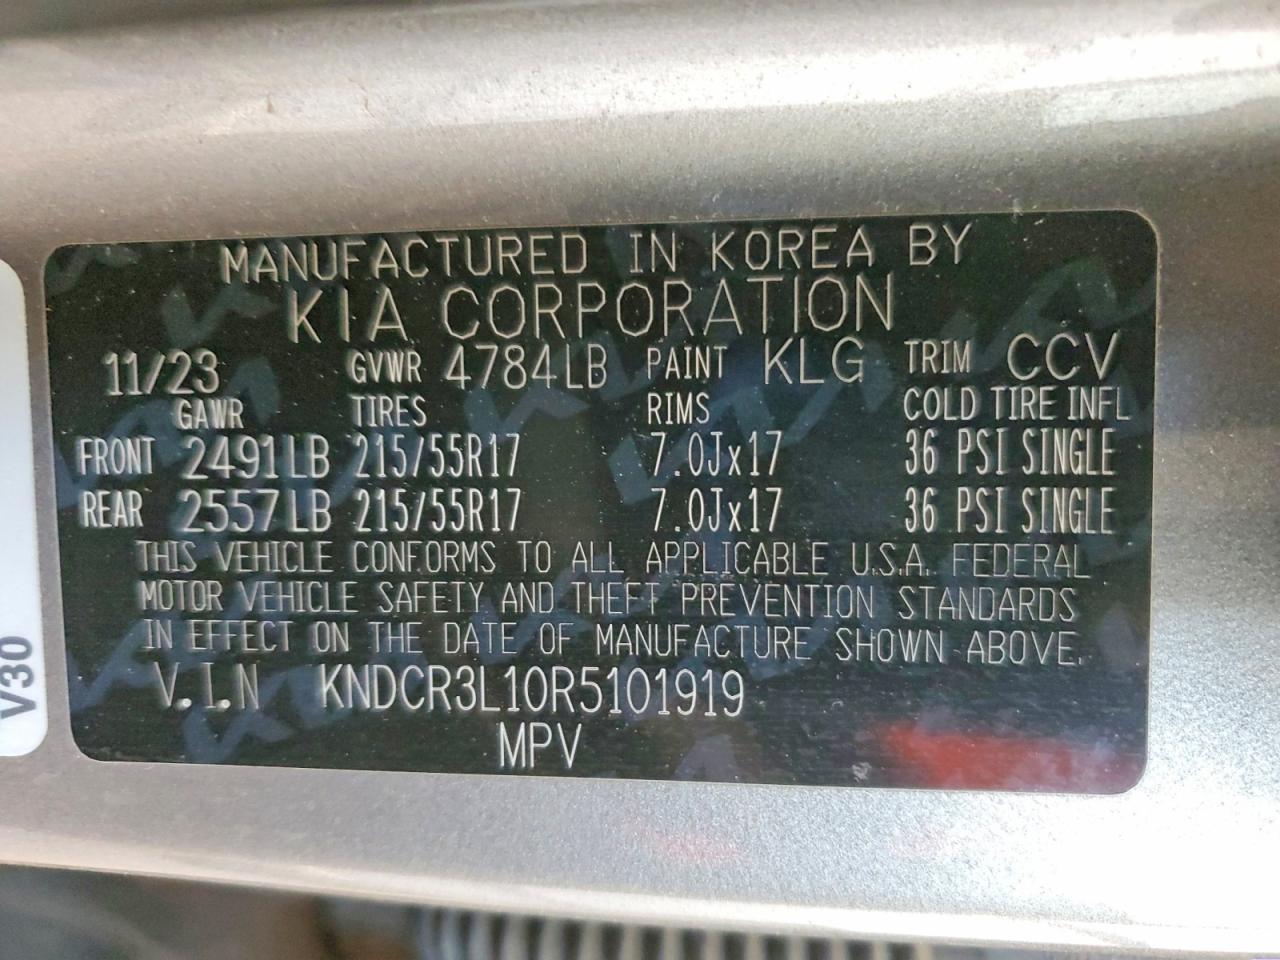 MANUFACTURED IN KOREA BY
KIA CORPORATION
11/23 GVWR 4784LB PAINT KLG TRIM CCV
GAWR TIRES RIMS COLD TIRE INFL
FRONT 2491LB 215/55R17 7.0Jx17 36 PSI SINGLE
REAR 2557LB 215/55R17 7.0Jx17 36 PSI SINGLE
THIS VEHICLE CONFORMS TO ALL APPLICABLE U.S.A. FEDERAL
MOTOR VEHICLE SAFETY AND THEFT PREVENTION STANDARDS
IN EFFECT ON THE DATE OF MANUFACTURE SHOWN ABOVE.
V.I.N KNDCR3L10R5101919
MPV
V30